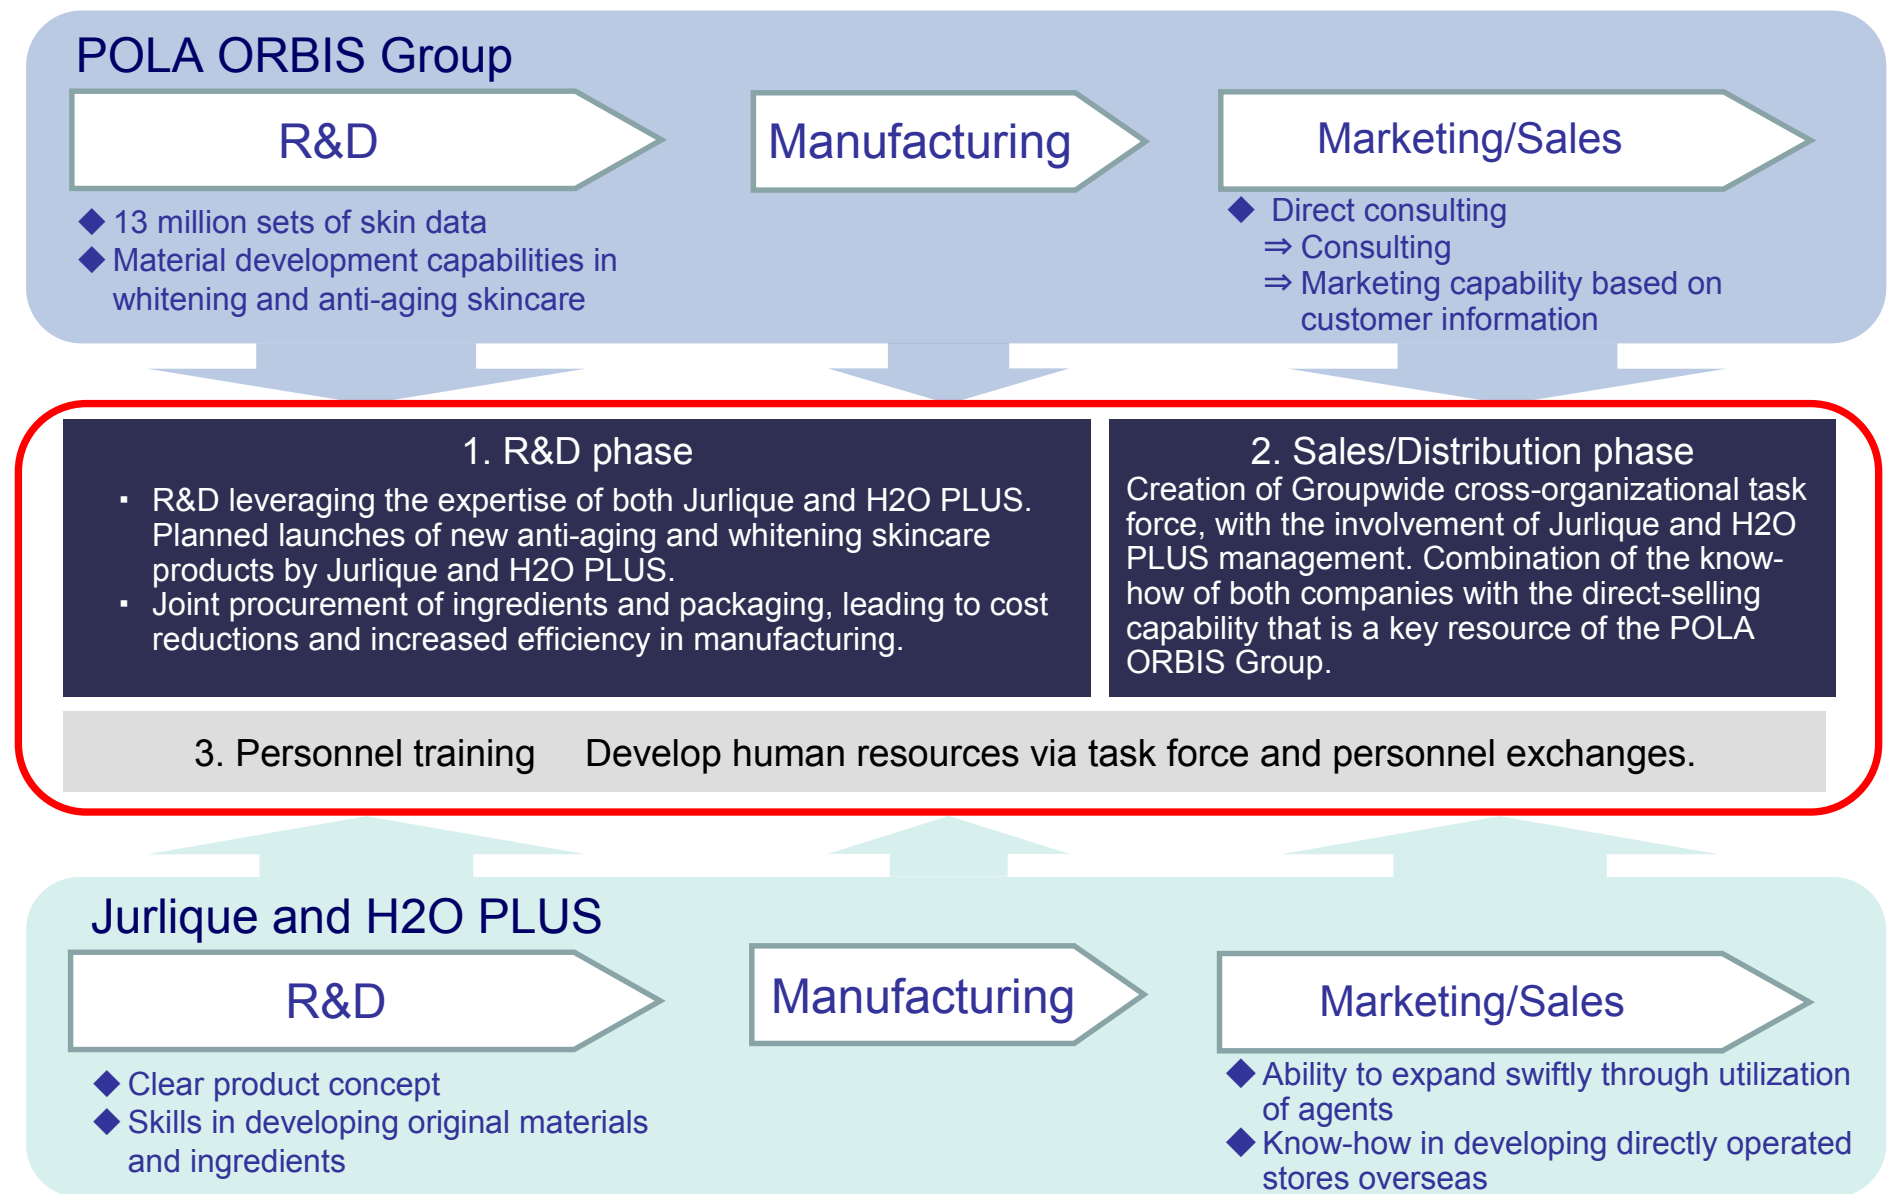 POLA ORBIS Group
R&D
Manufacturing
Marketing/Sales
◆ 13 million sets of skin data
◆ Material development capabilities in
whitening and anti-aging skincare
◆ Direct consulting
⇒ Consulting
⇒ Marketing capability based on
customer information
1. R&D phase
▪ R&D leveraging the expertise of both Jurlique and H2O PLUS.
Planned launches of new anti-aging and whitening skincare
products by Jurlique and H2O PLUS.
▪ Joint procurement of ingredients and packaging, leading to cost
reductions and increased efficiency in manufacturing.
2. Sales/Distribution phase
Creation of Groupwide cross-organizational task
force, with the involvement of Jurlique and H2O
PLUS management. Combination of the know-
how of both companies with the direct-selling
capability that is a key resource of the POLA
ORBIS Group.
3. Personnel training Develop human resources via task force and personnel exchanges.
Jurlique and H2O PLUS
R&D
Manufacturing
Marketing/Sales
◆ Clear product concept
◆ Skills in developing original materials
and ingredients
◆ Ability to expand swiftly through utilization
of agents
◆ Know-how in developing directly operated
stores overseas